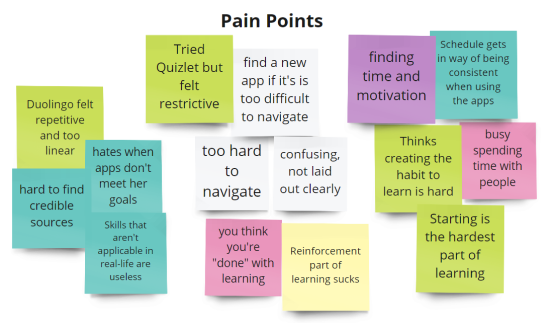 Pain Points
Tried
Quizlet but
felt
restrictive
find a new
app if it's is
too difficult
to navigate
finding
time and
motivation
Schedule gets
in way of being
consistent
when using
the apps
Duolingo felt
repetitive
and too
linear
hates when
apps don't
meet her
goals
hard to find
credible
sources
Skills that
aren't
applicable in
real-life are
useless
too hard
to
navigate
confusing,
not laid
out clearly
Thinks
creating the
habit to
learn is hard
busy
spending
time with
people
you think
you're
"done" with
learning
Reinforcement
part of
learning sucks
Starting is
the hardest
part of
learning